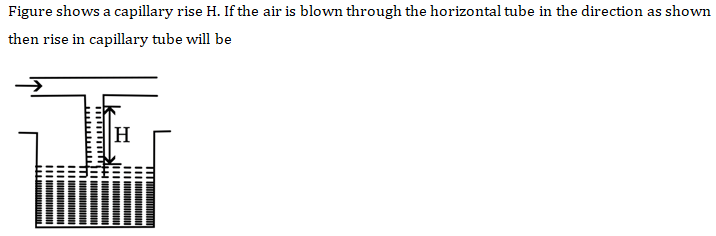 Figure shows a capillary rise H. If the air is blown through the horizontal tube in the direction as shown
then rise in capillary tube will be
H